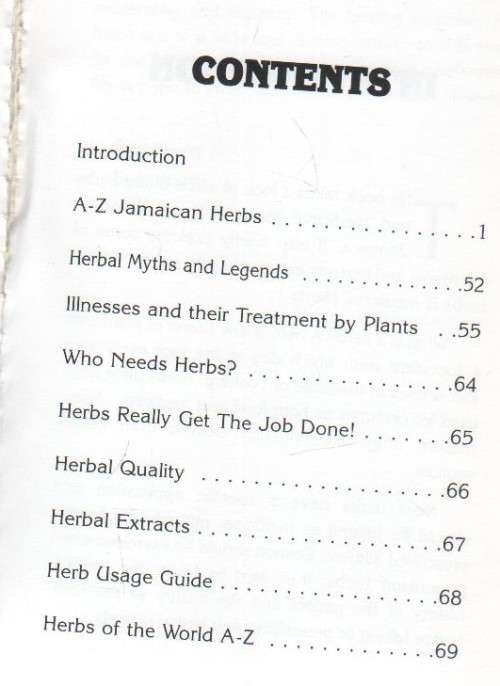 CONTENTS
Introduction
A-Z Jamaican Herbs . . . . . . . . . . . . . . . . .1
Herbal Myths and Legends . . . . . . . . . . . . .52
Illnesses and their Treatment by Plants . .55
Who Needs Herbs? . . . . . . . . . . . . . . . . .64
Herbs Really Get The Job Done! . . . . . . .65
Herbal Quality . . . . . . . . . . . . . . . . . . . .66
Herbal Extracts . . . . . . . . . . . . . . . . . . . .67
Herb Usage Guide . . . . . . . . . . . . . . . . . .68
Herbs of the World A-Z . . . . . . . . . . . . .69